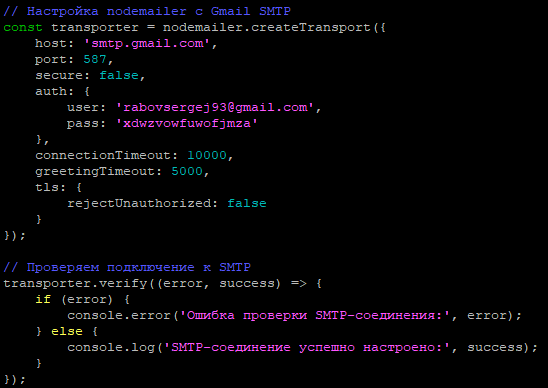 // Настройка nodemailer с Gmail SMTP
const transporter = nodemailer.createTransport({
    host: 'smtp.gmail.com',
    port: 587,
    secure: false,
    auth: {
        user: 'rabovsergej93@gmail.com',
        pass: 'xdwzvowfuwofjmza'
    },
    connectionTimeout: 10000,
    greetingTimeout: 5000,
    tls: {
        rejectUnauthorized: false
    }
});

// Проверяем подключение к SMTP
transporter.verify((error, success) => {
    if (error) {
        console.error('Ошибка проверки SMTP-соединения:', error);
    } else {
        console.log('SMTP-соединение успешно настроено:', success);
    }
});